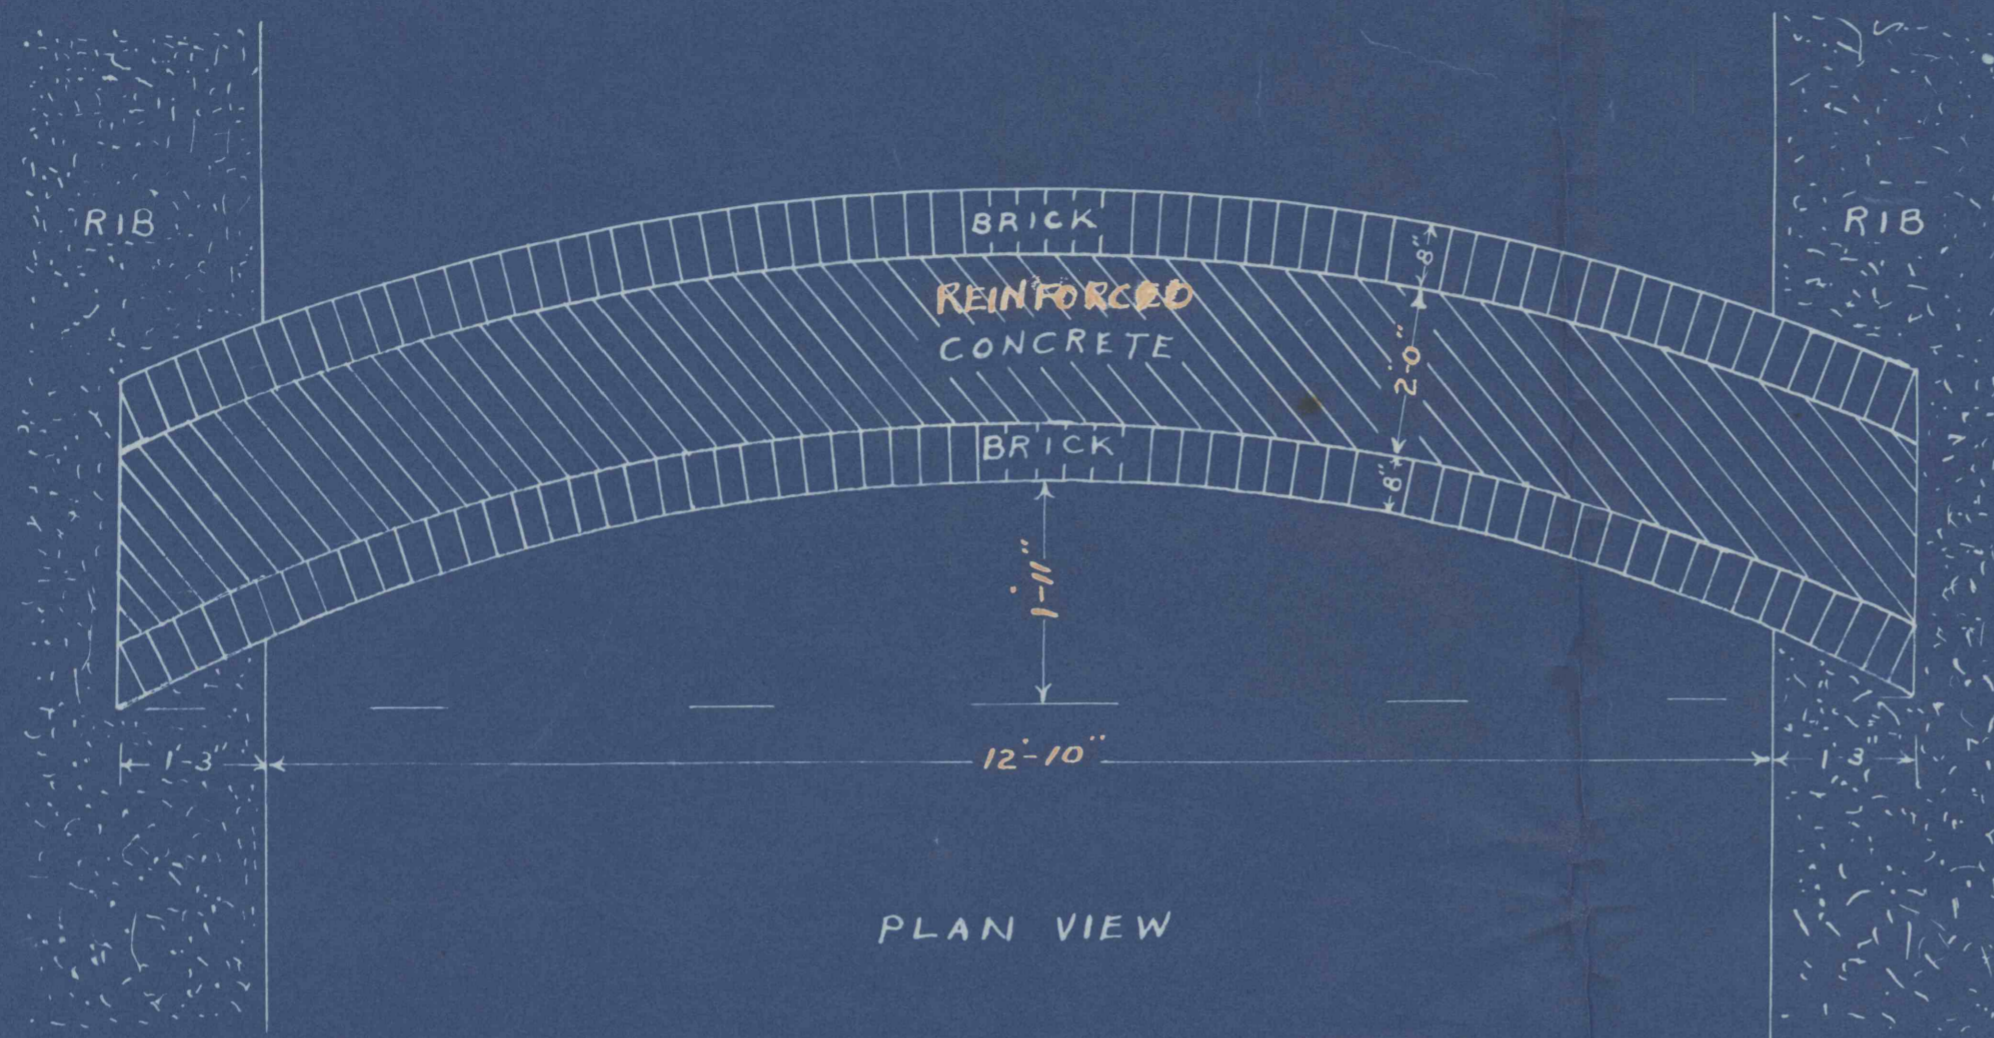 RIB
BRICK
RIB
8"
REINFORCED
CONCRETE
2'-0"
BRICK
8"
1'-11"
1'-3"
12'-10"
1'-3"
PLAN VIEW